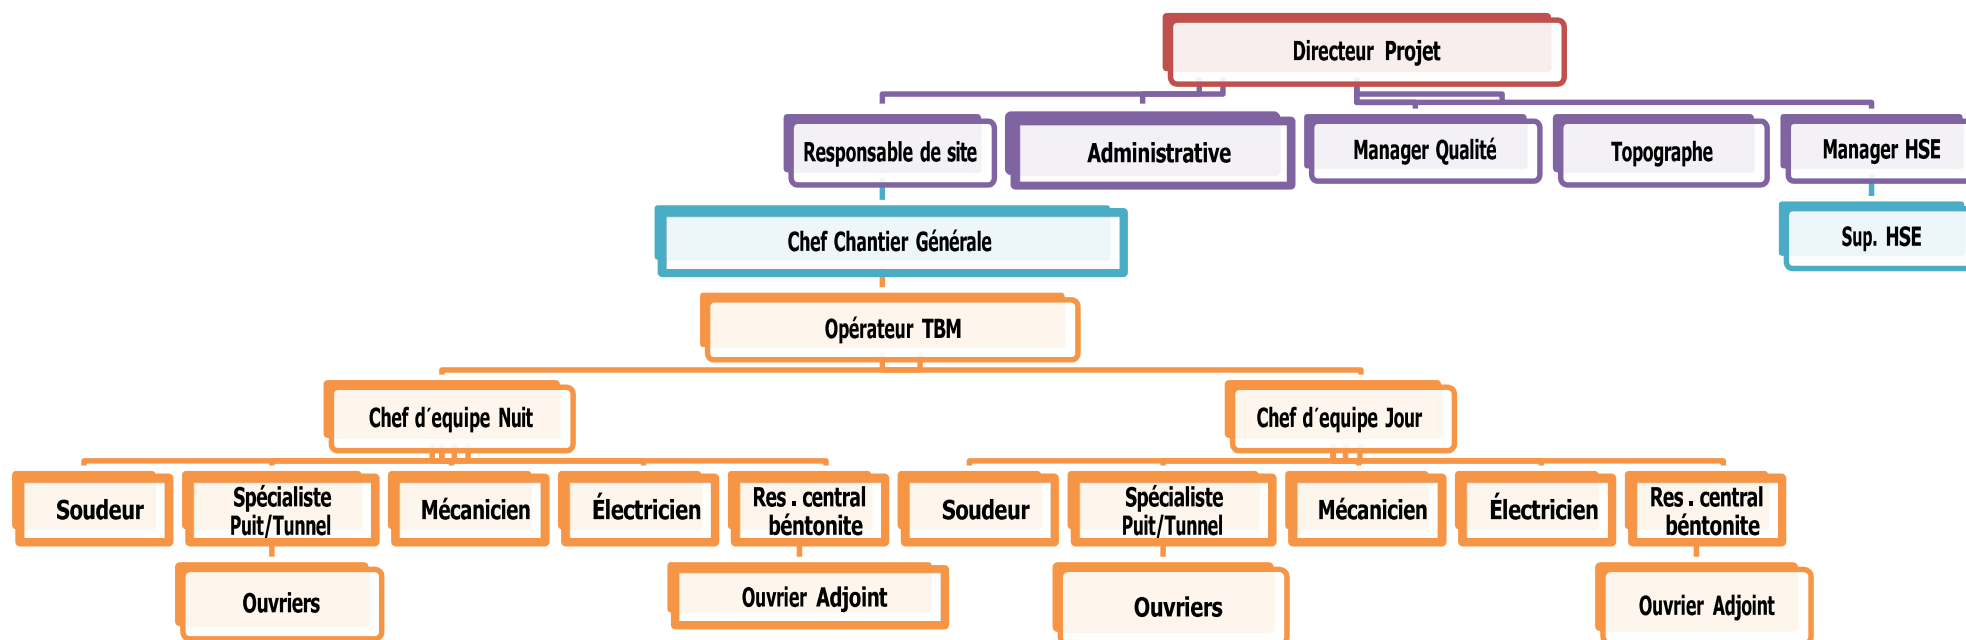 Directeur Projet
Responsable de site
Administrative
Manager Qualité
Topographe
Manager HSE
Chef Chantier Générale
Sup. HSE
Opérateur TBM
Chef d´equipe Nuit
Chef d´equipe Jour
Soudeur
Spécialiste
Puit/Tunnel
Mécanicien
Électricien
Res . central
béntonite
Soudeur
Spécialiste
Puit/Tunnel
Mécanicien
Électricien
Res . central
béntonite
Ouvriers
Ouvrier Adjoint
Ouvriers
Ouvrier Adjoint